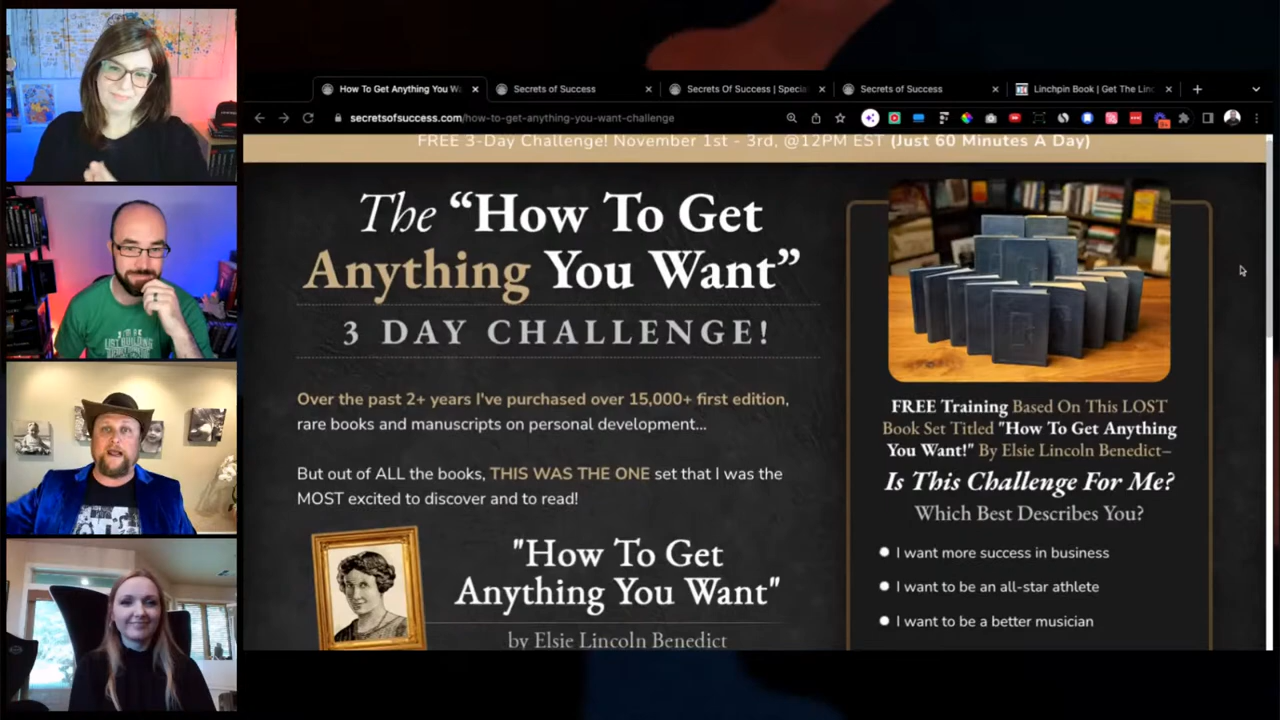 How To Get Anything You Wa
Secrets of Success
Secrets Of Success | Specia
Secrets of Success
Linchpin Book | Get The Lin
secretsofsuccess.com/how-to-get-anything-you-want-challenge
FREE 3-Day Challenge! November 1st - 3rd, @12PM EST (Just 60 Minutes A Day)
The “How To Get
Anything You Want”
3 DAY CHALLENGE!
Over the past 2+ years I've purchased over 15,000+ first edition,
rare books and manuscripts on personal development...
But out of ALL the books, THIS WAS THE ONE set that I was the
MOST excited to discover and to read!
"How To Get
Anything You Want"
by Elsie Lincoln Benedict
FREE Training Based On This LOST
Book Set Titled "How To Get Anything
You Want!" By Elsie Lincoln Benedict–
Is This Challenge For Me?
Which Best Describes You?
I want more success in business
I want to be an all-star athlete
I want to be a better musician
I'M A
LIST BUILDING